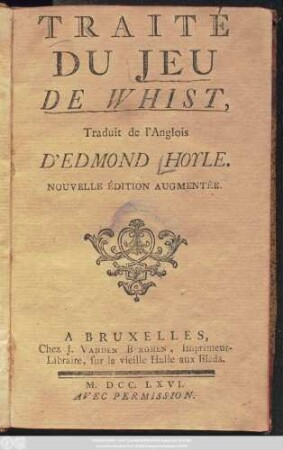 TRAITÉ
DU JEU
DE WHIST,
Traduit de l'Anglois
D'EDMOND HOYLE.
NOUVELLE ÉDITION AUGMENTÉE.
A BRUXELLES,
Chez J. VANDEN BERGHEN, Imprimeur-
Libraire, sur la vieille Halle aux Bleds.
M. DCC. LXVI.
AVEC PERMISSION.